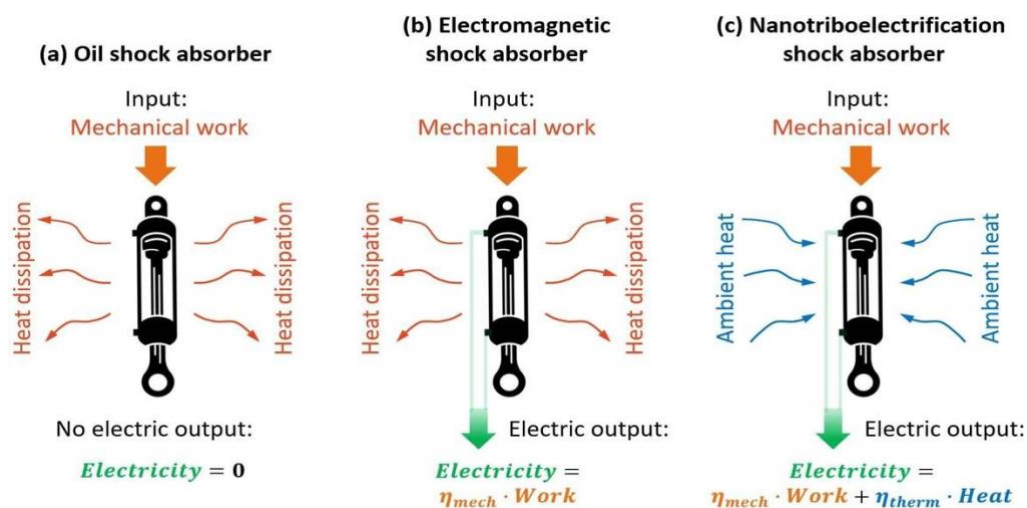 (a) Oil shock absorber
Input:
Mechanical work
Heat dissipation
Heat dissipation
No electric output:
Electricity = 0
(b) Electromagnetic
shock absorber
Input:
Mechanical work
Heat dissipation
Heat dissipation
Electric output:
Electricity =
η_mech · Work
(c) Nanotriboelectrification
shock absorber
Input:
Mechanical work
Ambient heat
Ambient heat
Electric output:
Electricity =
η_mech · Work + η_therm · Heat